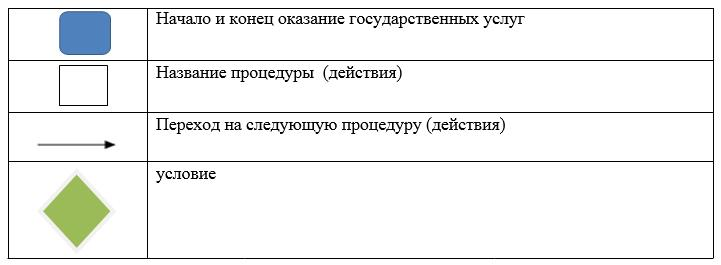 Начало и конец оказание государственных услуг
Название процедуры (действия)
Переход на следующую процедуру (действия)
условие